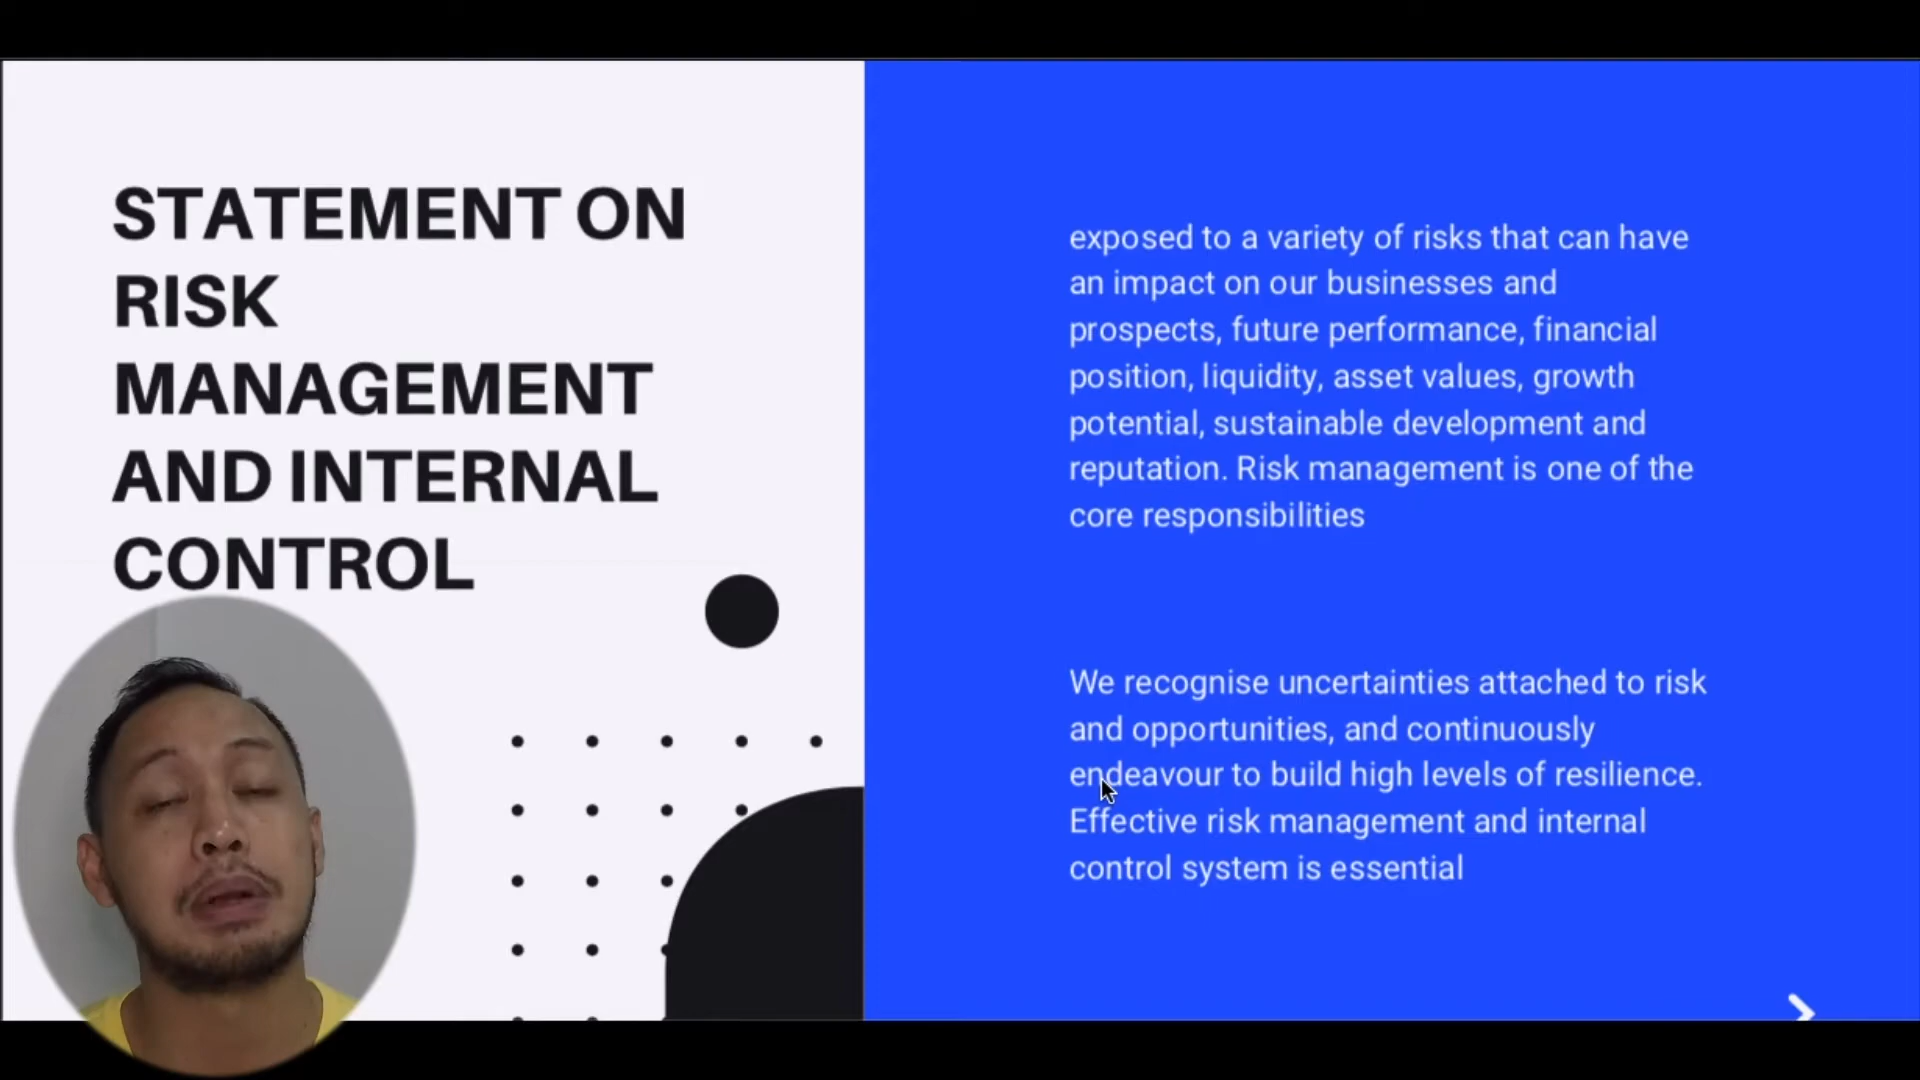 STATEMENT ON
RISK
MANAGEMENT
AND INTERNAL
CONTROL
exposed to a variety of risks that can have
an impact on our businesses and
prospects, future performance, financial
position, liquidity, asset values, growth
potential, sustainable development and
reputation. Risk management is one of the
core responsibilities
We recognise uncertainties attached to risk
and opportunities, and continuously
endeavour to build high levels of resilience.
Effective risk management and internal
control system is essential